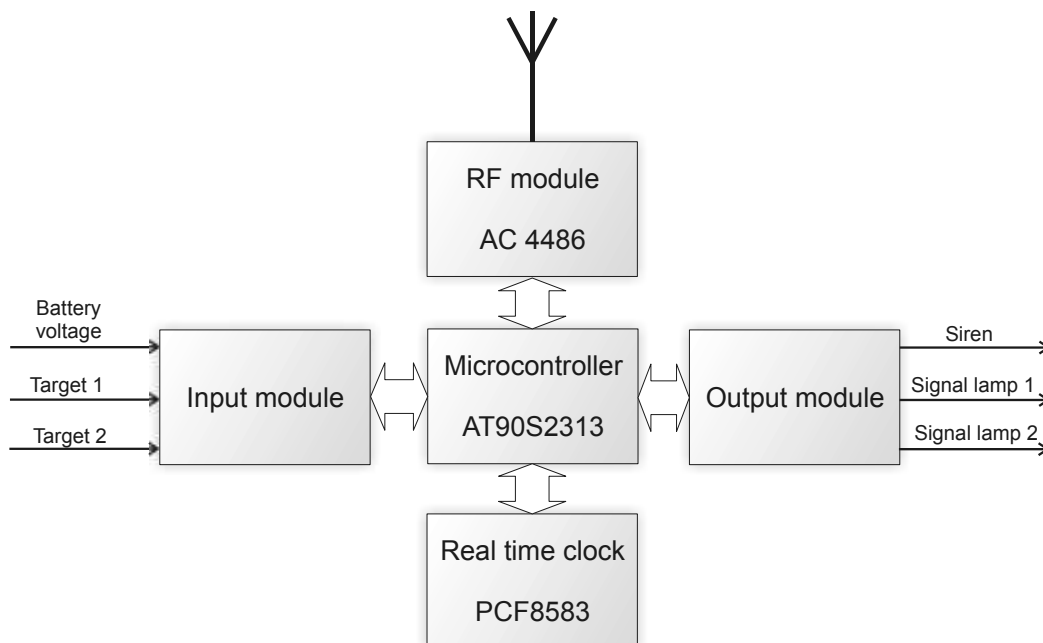 RF module
AC 4486
Battery
voltage
Target 1
Target 2
Input module
Microcontroller
AT90S2313
Output module
Siren
Signal lamp 1
Signal lamp 2
Real time clock
PCF8583